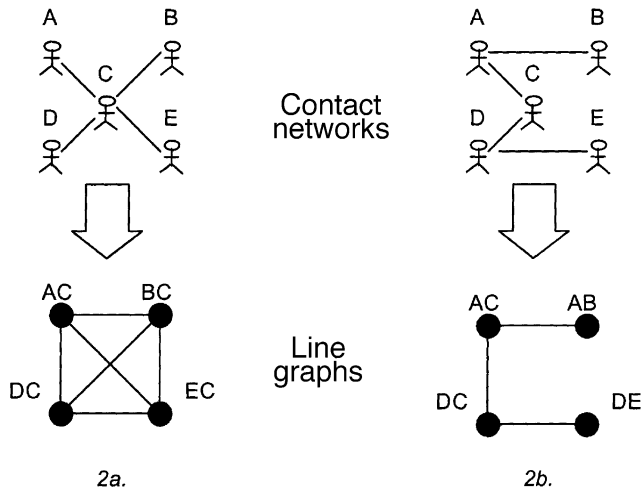 A B
C
D E
Contact
networks
A B
C
D E
AC BC
DC EC
Line
graphs
AC AB
DC DE
2a.
2b.